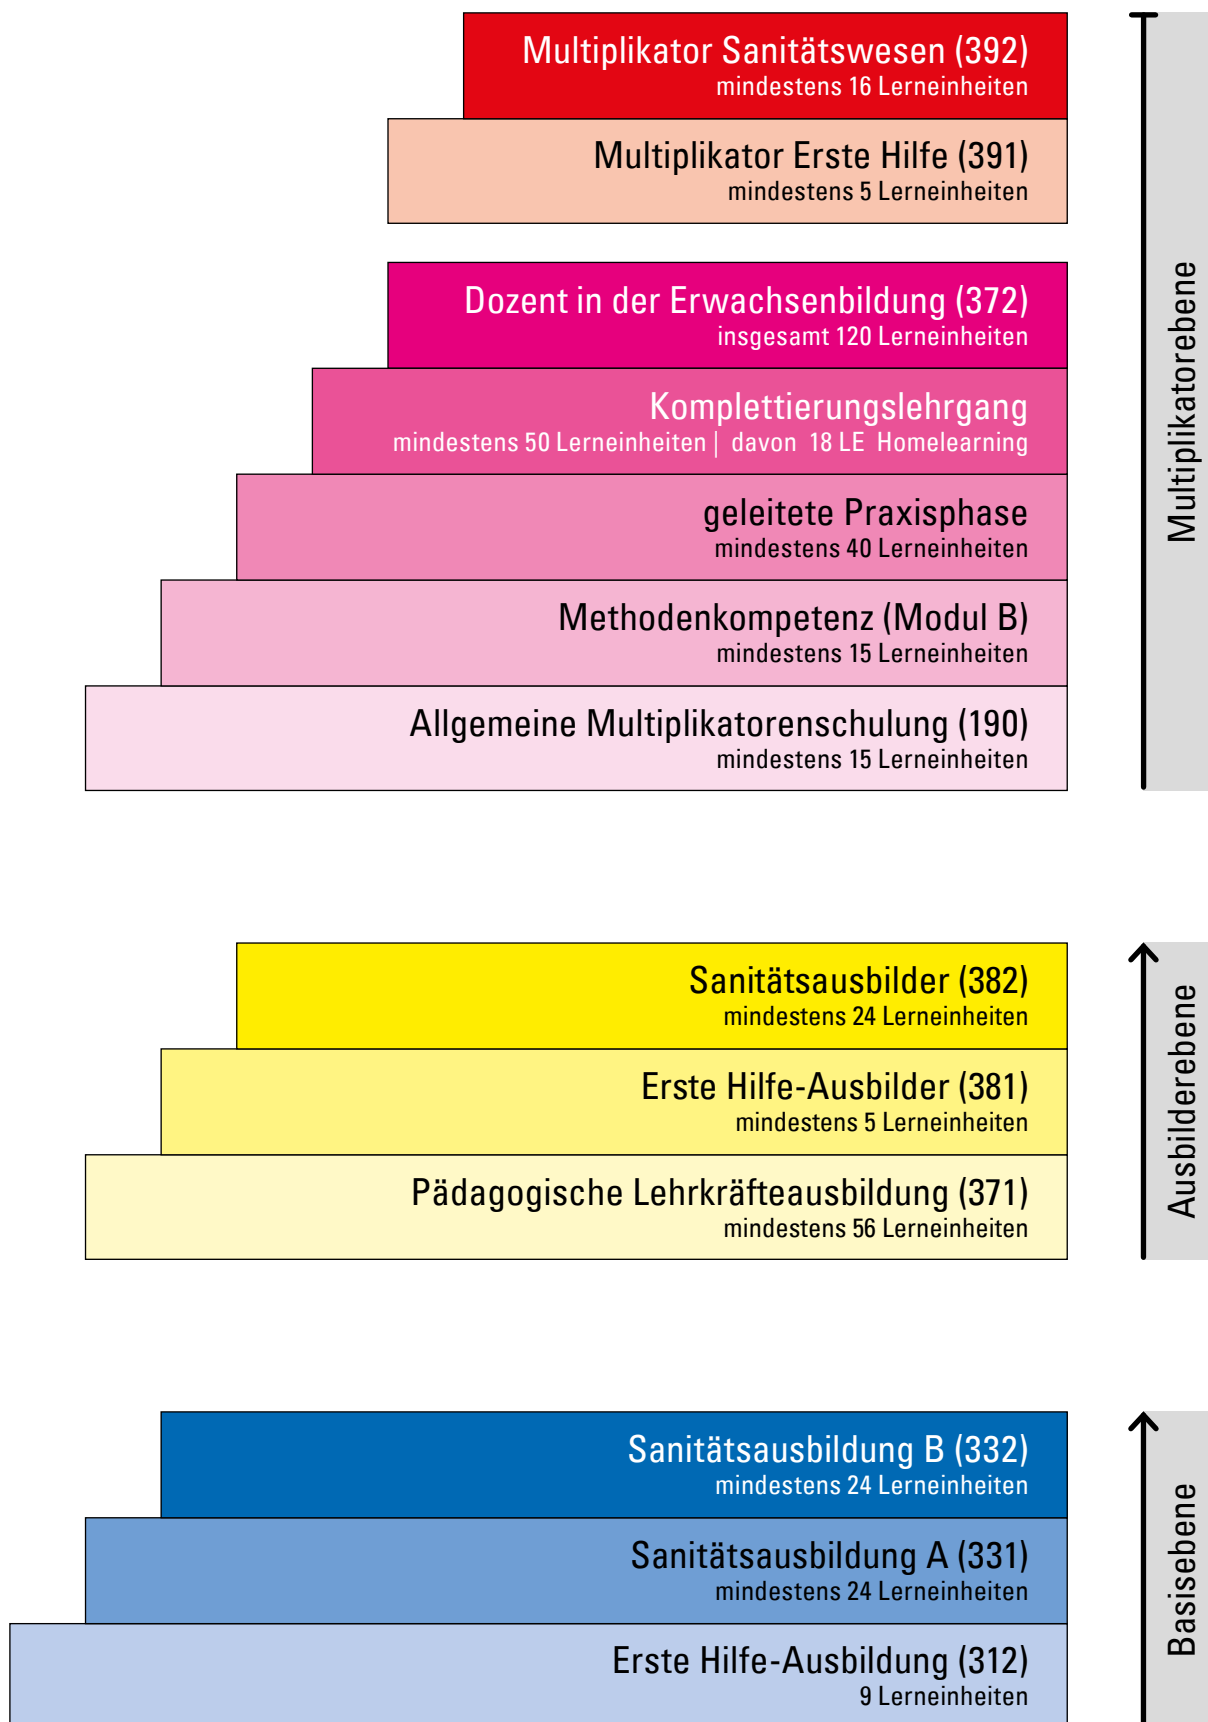 Multiplikator Sanitätswesen (392)
mindestens 16 Lerneinheiten
Multiplikator Erste Hilfe (391)
mindestens 5 Lerneinheiten
Dozent in der Erwachsenbildung (372)
insgesamt 120 Lerneinheiten
Komplettierungslehrgang
mindestens 50 Lerneinheiten | davon 18 LE Homelearning
geleitete Praxisphase
mindestens 40 Lerneinheiten
Methodenkompetenz (Modul B)
mindestens 15 Lerneinheiten
Allgemeine Multiplikatorenschulung (190)
mindestens 15 Lerneinheiten
Multiplikatorebene
Sanitätsausbilder (382)
mindestens 24 Lerneinheiten
Erste Hilfe-Ausbilder (381)
mindestens 5 Lerneinheiten
Pädagogische Lehrkräfteausbildung (371)
mindestens 56 Lerneinheiten
Ausbilderebene
Sanitätsausbildung B (332)
mindestens 24 Lerneinheiten
Sanitätsausbildung A (331)
mindestens 24 Lerneinheiten
Erste Hilfe-Ausbildung (312)
9 Lerneinheiten
Basisebene